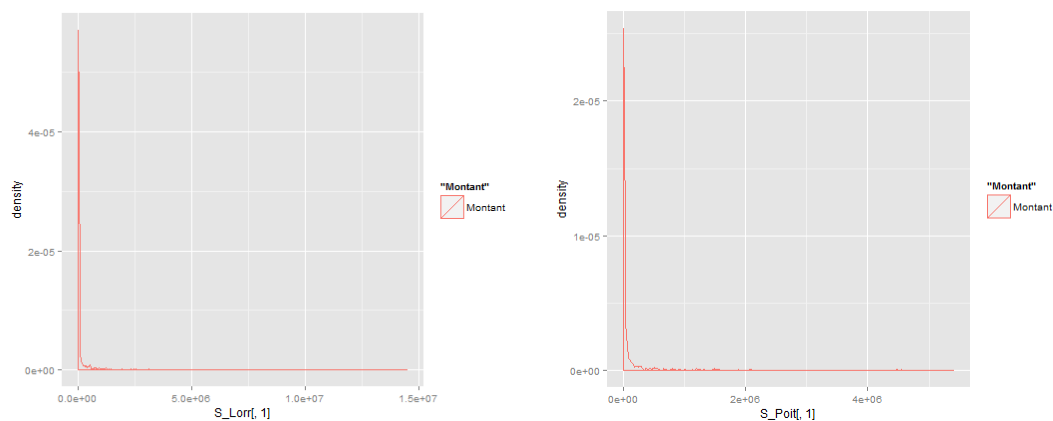 4e-05
2e-05
0e+00
density
0.0e+00
5.0e+06
1.0e+07
1.5e+07
S_Lorr[, 1]
"Montant"
Montant
2e-05
1e-05
0e+00
density
0e+00
2e+06
4e+06
S_Poit[, 1]
"Montant"
Montant